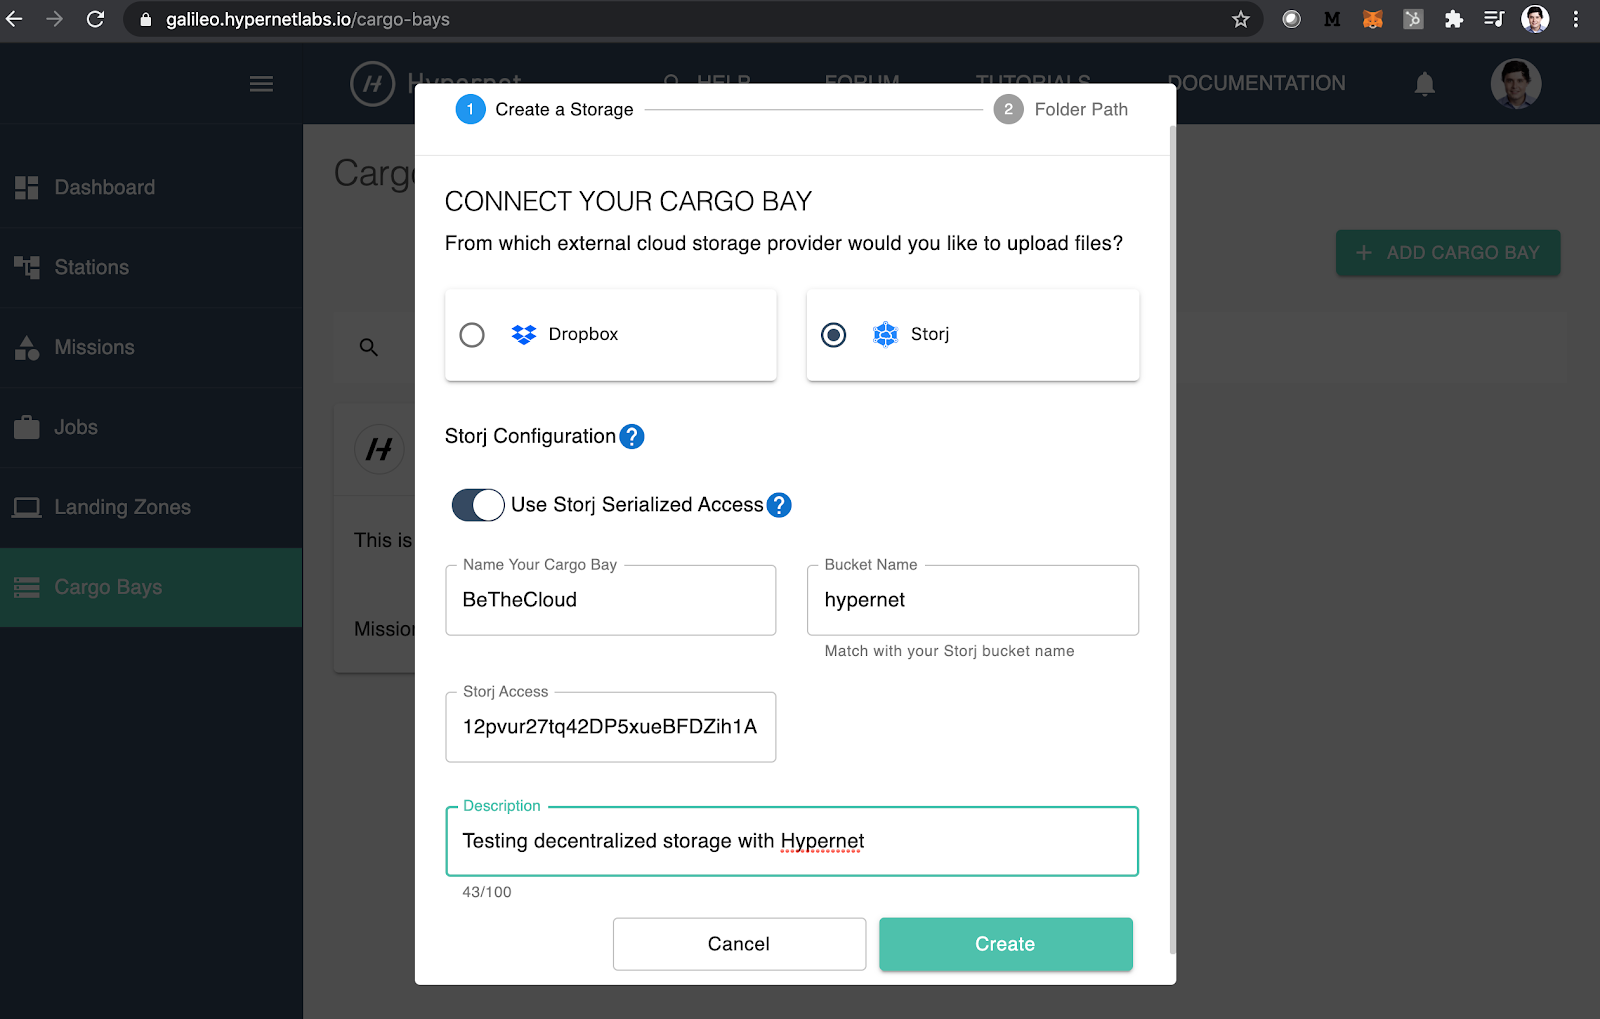 galileo.hypernetlabs.io/cargo-bays
M
Hypernet
HELP
FORUM
TUTORIALS
DOCUMENTATION
1 Create a Storage
2 Folder Path
Dashboard
Stations
Missions
Jobs
Landing Zones
Cargo Bays
Carg
+ ADD CARGO BAY
H
This is
Mission
CONNECT YOUR CARGO BAY
From which external cloud storage provider would you like to upload files?
Dropbox
Storj
Storj Configuration ?
Use Storj Serialized Access ?
Name Your Cargo Bay
BeTheCloud
Bucket Name
hypernet
Match with your Storj bucket name
Storj Access
12pvur27tq42DP5xueBFDZih1A
Description
Testing decentralized storage with Hypernet
43/100
Cancel
Create